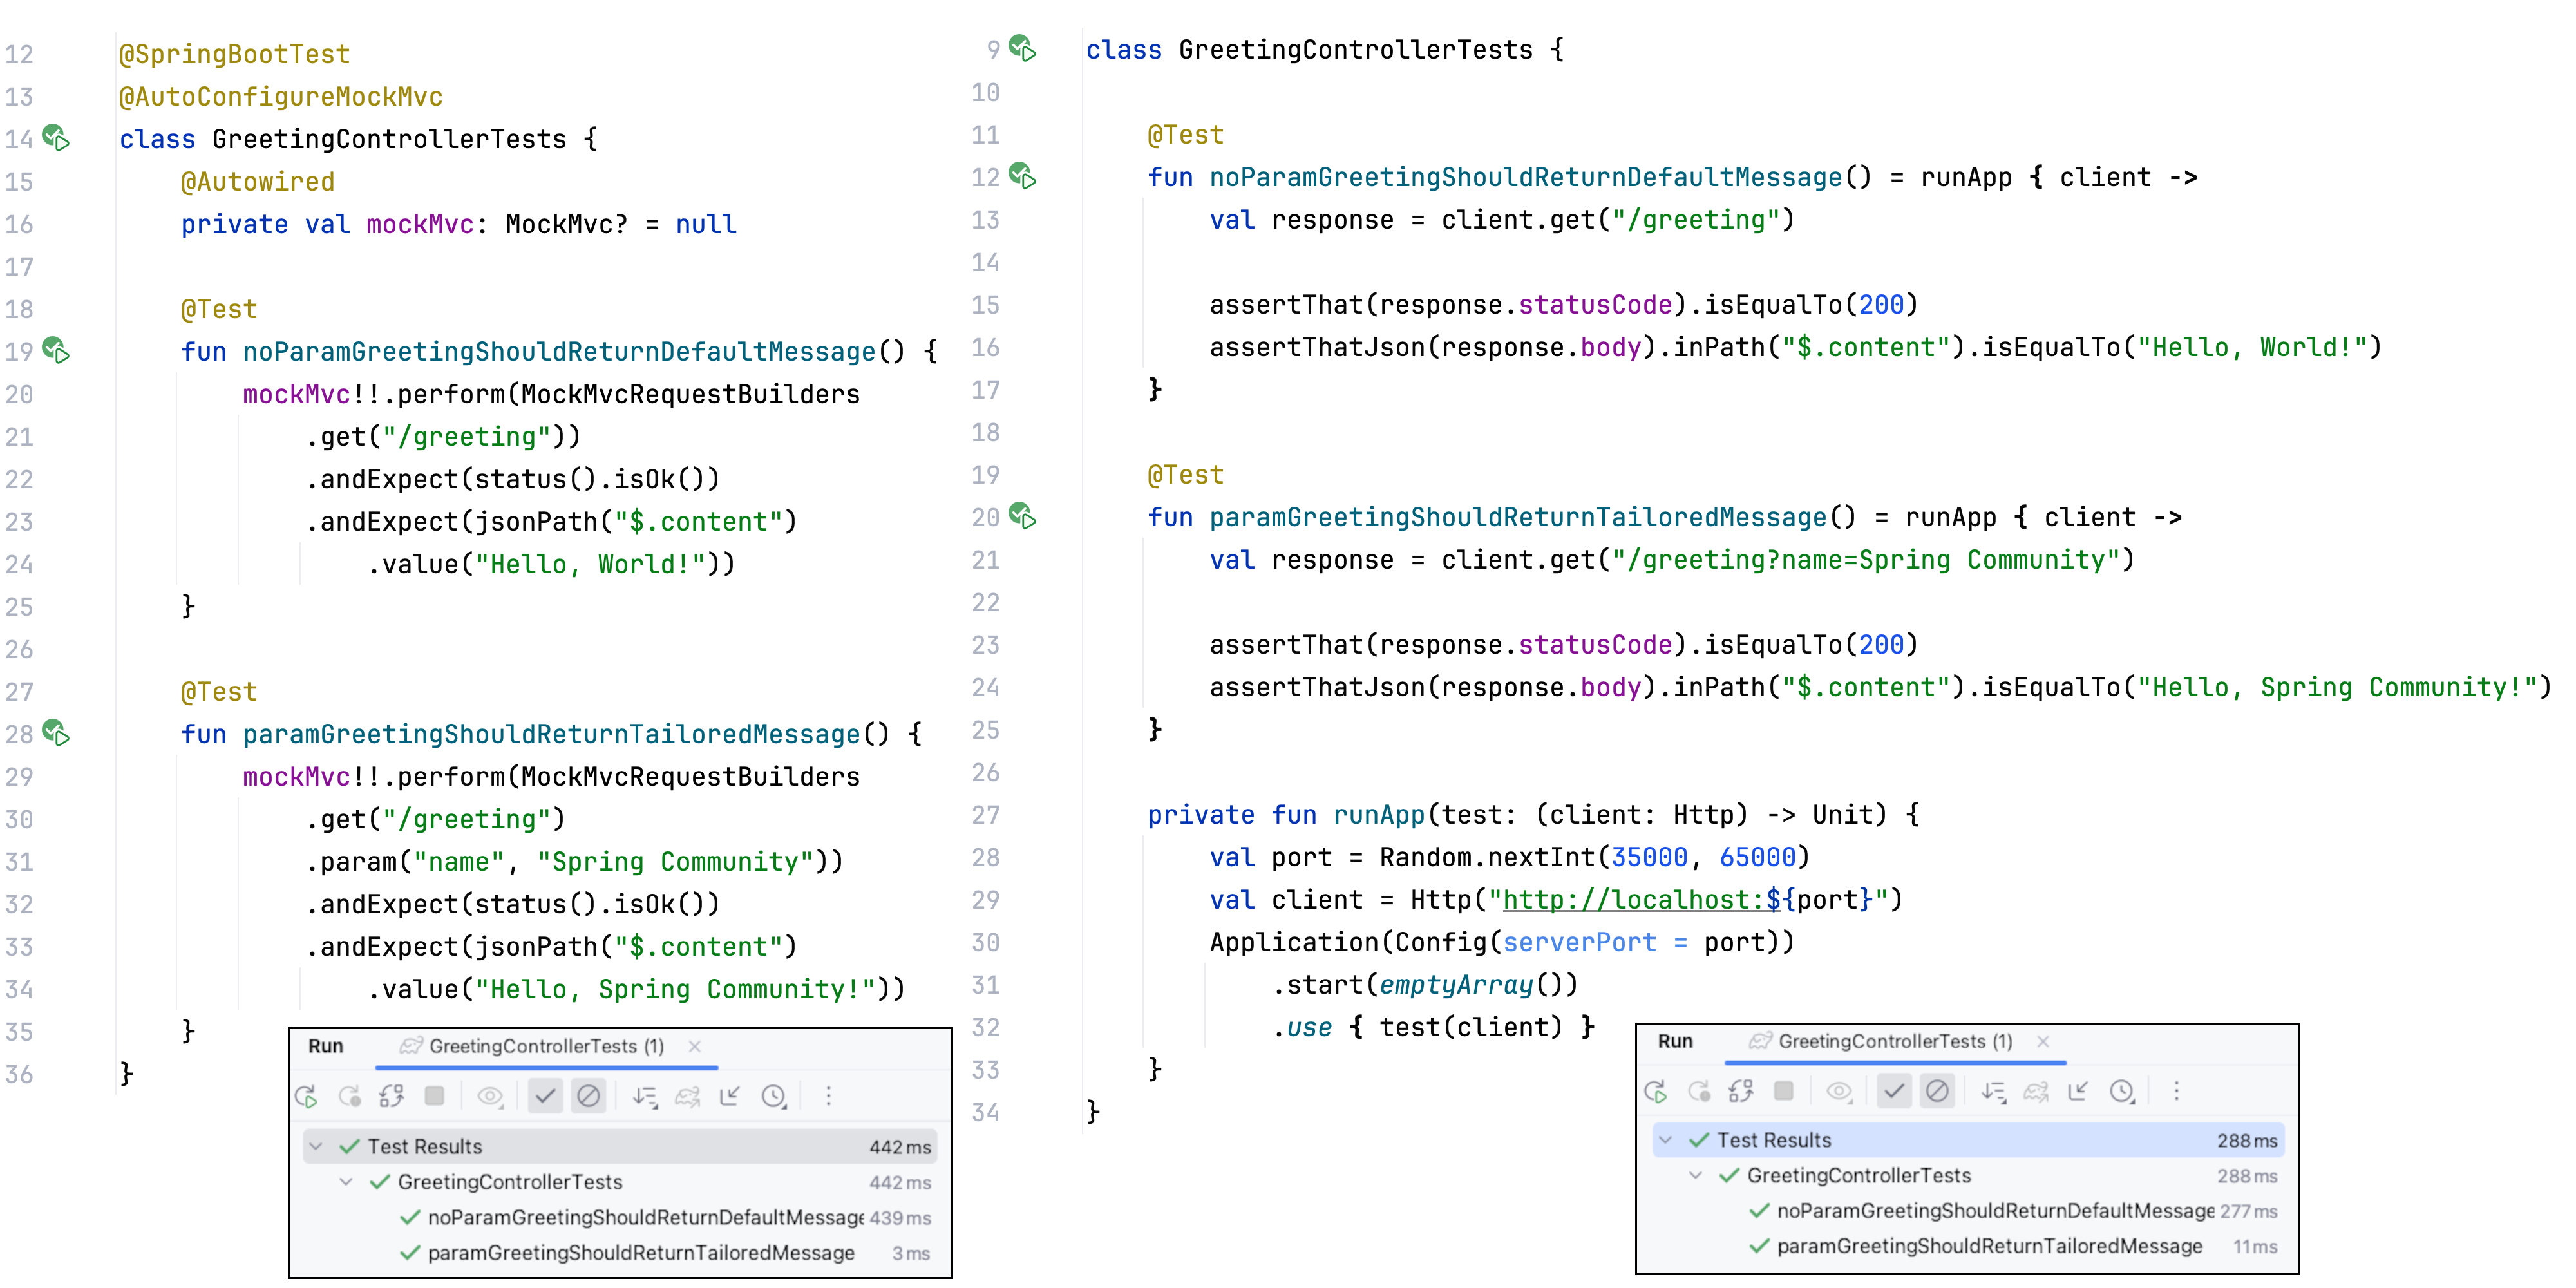 12 @SpringBootTest
13 @AutoConfigureMockMvc
14 class GreetingControllerTests {
15 @Autowired
16 private val mockMvc: MockMvc? = null
17
18 @Test
19 fun noParamGreetingShouldReturnDefaultMessage() {
20 mockMvc!!.perform(MockMvcRequestBuilders
21 .get("/greeting"))
22 .andExpect(status().isOk())
23 .andExpect(jsonPath("$.content")
24 .value("Hello, World!"))
25 }
26
27 @Test
28 fun paramGreetingShouldReturnTailoredMessage() {
29 mockMvc!!.perform(MockMvcRequestBuilders
30 .get("/greeting")
31 .param("name", "Spring Community"))
32 .andExpect(status().isOk())
33 .andExpect(jsonPath("$.content")
34 .value("Hello, Spring Community!"))
35 }
36 }
Run GreetingControllerTests (1) ×
Test Results 442 ms
GreetingControllerTests 442 ms
noParamGreetingShouldReturnDefaultMessage 439 ms
paramGreetingShouldReturnTailoredMessage 3 ms
9 class GreetingControllerTests {
10
11 @Test
12 fun noParamGreetingShouldReturnDefaultMessage() = runApp { client ->
13 val response = client.get("/greeting")
14
15 assertThat(response.statusCode).isEqualTo(200)
16 assertThatJson(response.body).inPath("$.content").isEqualTo("Hello, World!")
17 }
18
19 @Test
20 fun paramGreetingShouldReturnTailoredMessage() = runApp { client ->
21 val response = client.get("/greeting?name=Spring Community")
22
23 assertThat(response.statusCode).isEqualTo(200)
24 assertThatJson(response.body).inPath("$.content").isEqualTo("Hello, Spring Community!")
25 }
26
27 private fun runApp(test: (client: Http) -> Unit) {
28 val port = Random.nextInt(35000, 65000)
29 val client = Http("http://localhost:${port}")
30 Application(Config(serverPort = port))
31 .start(emptyArray())
32 .use { test(client) }
33 }
34 }
Run GreetingControllerTests (1) ×
Test Results 288 ms
GreetingControllerTests 288 ms
noParamGreetingShouldReturnDefaultMessage 277 ms
paramGreetingShouldReturnTailoredMessage 11 ms